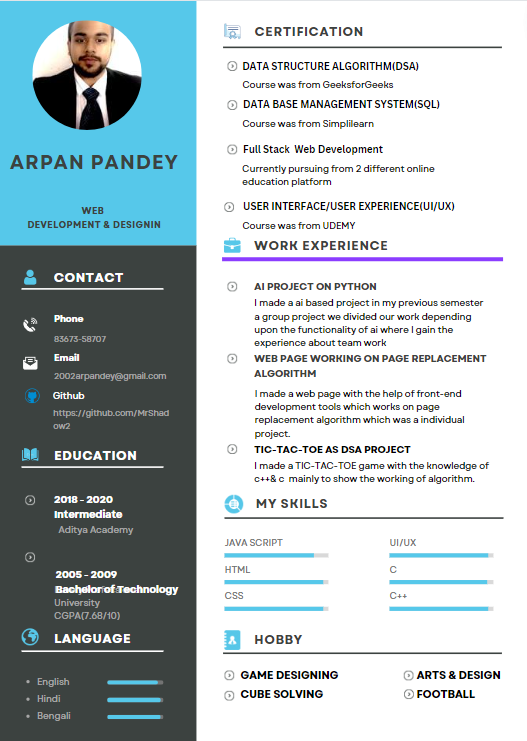 ARPAN PANDEY
WEB
DEVELOPMENT & DESIGNIN
CONTACT
Phone
83673-58707
Email
2002arpandey@gmail.com
Github
https://github.com/MrShad
ow2
EDUCATION
2018 - 2020
Intermediate
Aditya Academy
2005 - 2009
Bachelor of Technology
University
CGPA(7.68/10)
LANGUAGE
• English
• Hindi
• Bengali
CERTIFICATION
DATA STRUCTURE ALGORITHM(DSA)
Course was from GeeksforGeeks
DATA BASE MANAGEMENT SYSTEM(SQL)
Course was from Simplilearn
Full Stack Web Development
Currently pursuing from 2 different online
education platform
USER INTERFACE/USER EXPERIENCE(UI/UX)
Course was from UDEMY
WORK EXPERIENCE
AI PROJECT ON PYTHON
I made a ai based project in my previous semester
a group project we divided our work depending
upon the functionality of ai where I gain the
experience about team work
WEB PAGE WORKING ON PAGE REPLACEMENT
ALGORITHM
I made a web page with the help of front-end
development tools which works on page
replacement algorithm which was a individual
project.
TIC-TAC-TOE AS DSA PROJECT
I made a TIC-TAC-TOE game with the knowledge of
c++& c mainly to show the working of algorithm.
MY SKILLS
JAVA SCRIPT
UI/UX
HTML
C
CSS
C++
HOBBY
GAME DESIGNING
ARTS & DESIGN
CUBE SOLVING
FOOTBALL